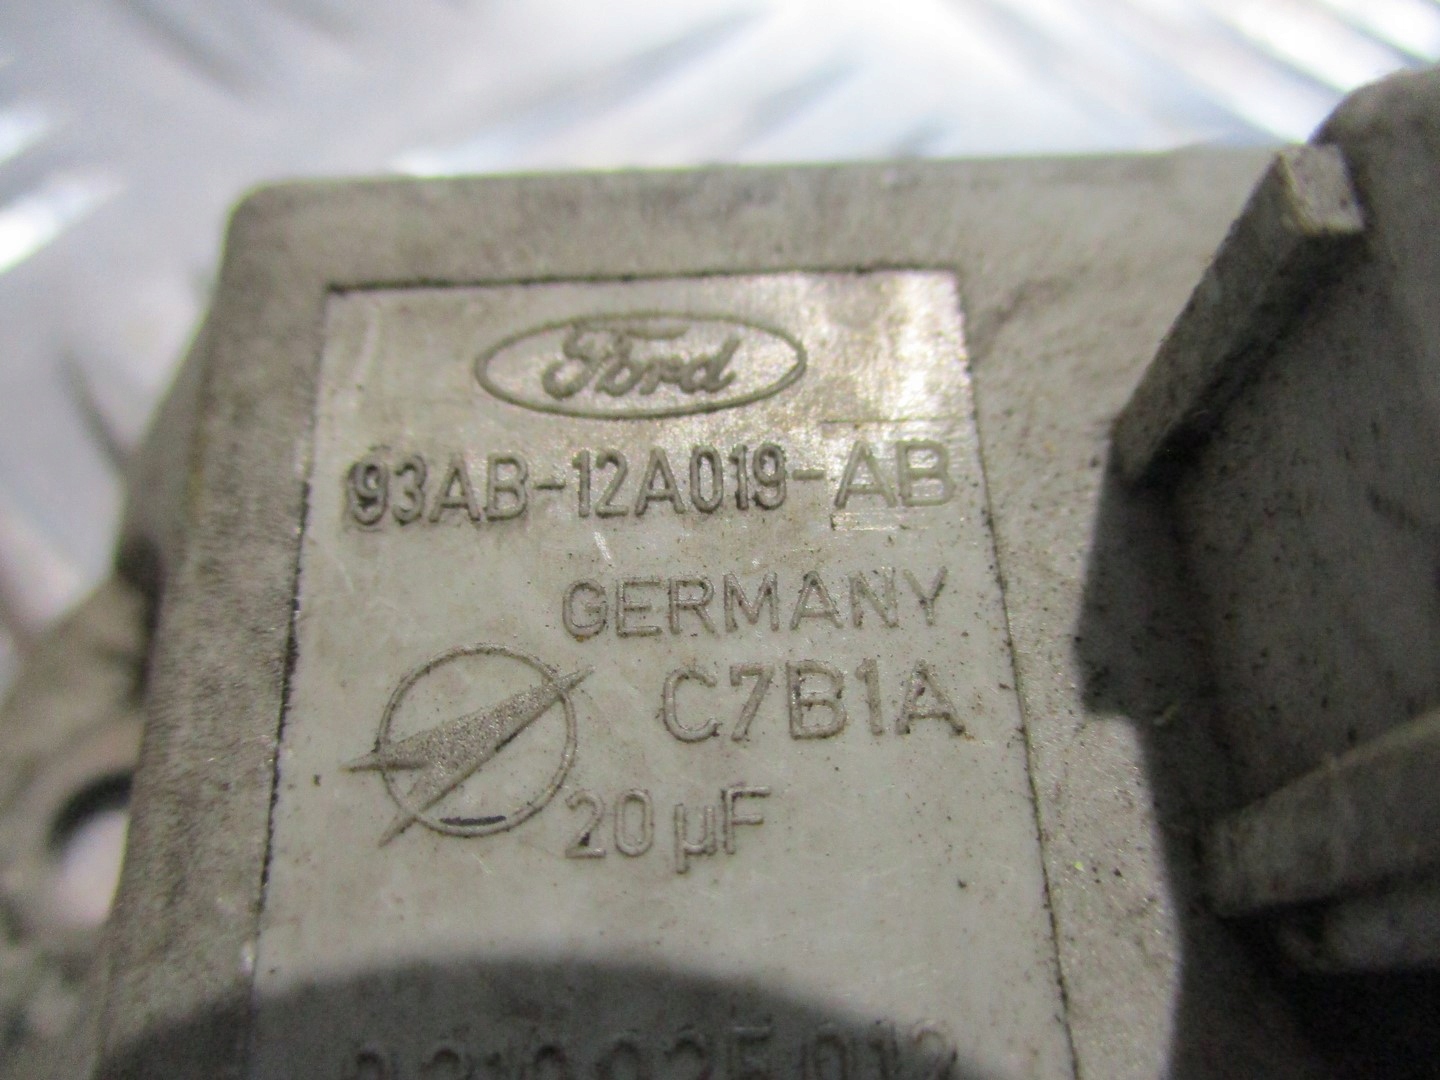 Ford
93AB-12A019-AB
GERMANY
C7B1A
20 µF